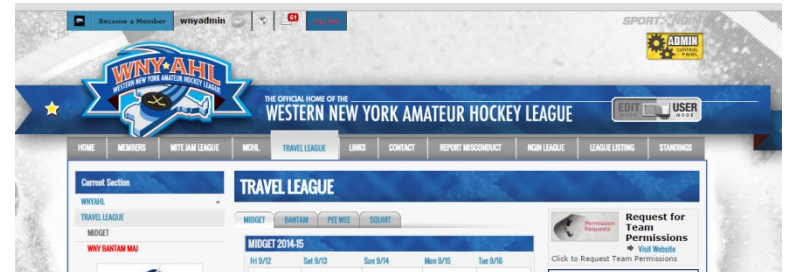 Become a Member wnyadmin 61 Log Out
SPORT NGIN
ADMIN
CONTROL
PANEL
WNY-AHL
WESTERN NEW YORK AMATEUR HOCKEY LEAGUE
THE OFFICIAL HOME OF THE
WESTERN NEW YORK AMATEUR HOCKEY LEAGUE
EDIT MODE USER MODE
HOME MEMBERS MITE JAM LEAGUE MOHL TRAVEL LEAGUE LINKS CONTACT REPORT MISCONDUCT NGIN LEAGUE LEAGUE LISTING STANDINGS
Current Section
WNYAHL
TRAVEL LEAGUE
MIDGET
WNY BANTAM MAJ
TRAVEL LEAGUE
MIDGET BANTAM PEE WEE SQUIRT
MIDGET 2014-15
Fri 9/12 Sat 9/13 Sun 9/14 Mon 9/15 Tue 9/16
Permission
Requests
Request for
Team
Permissions
Visit Website
Click to Request Team Permissions